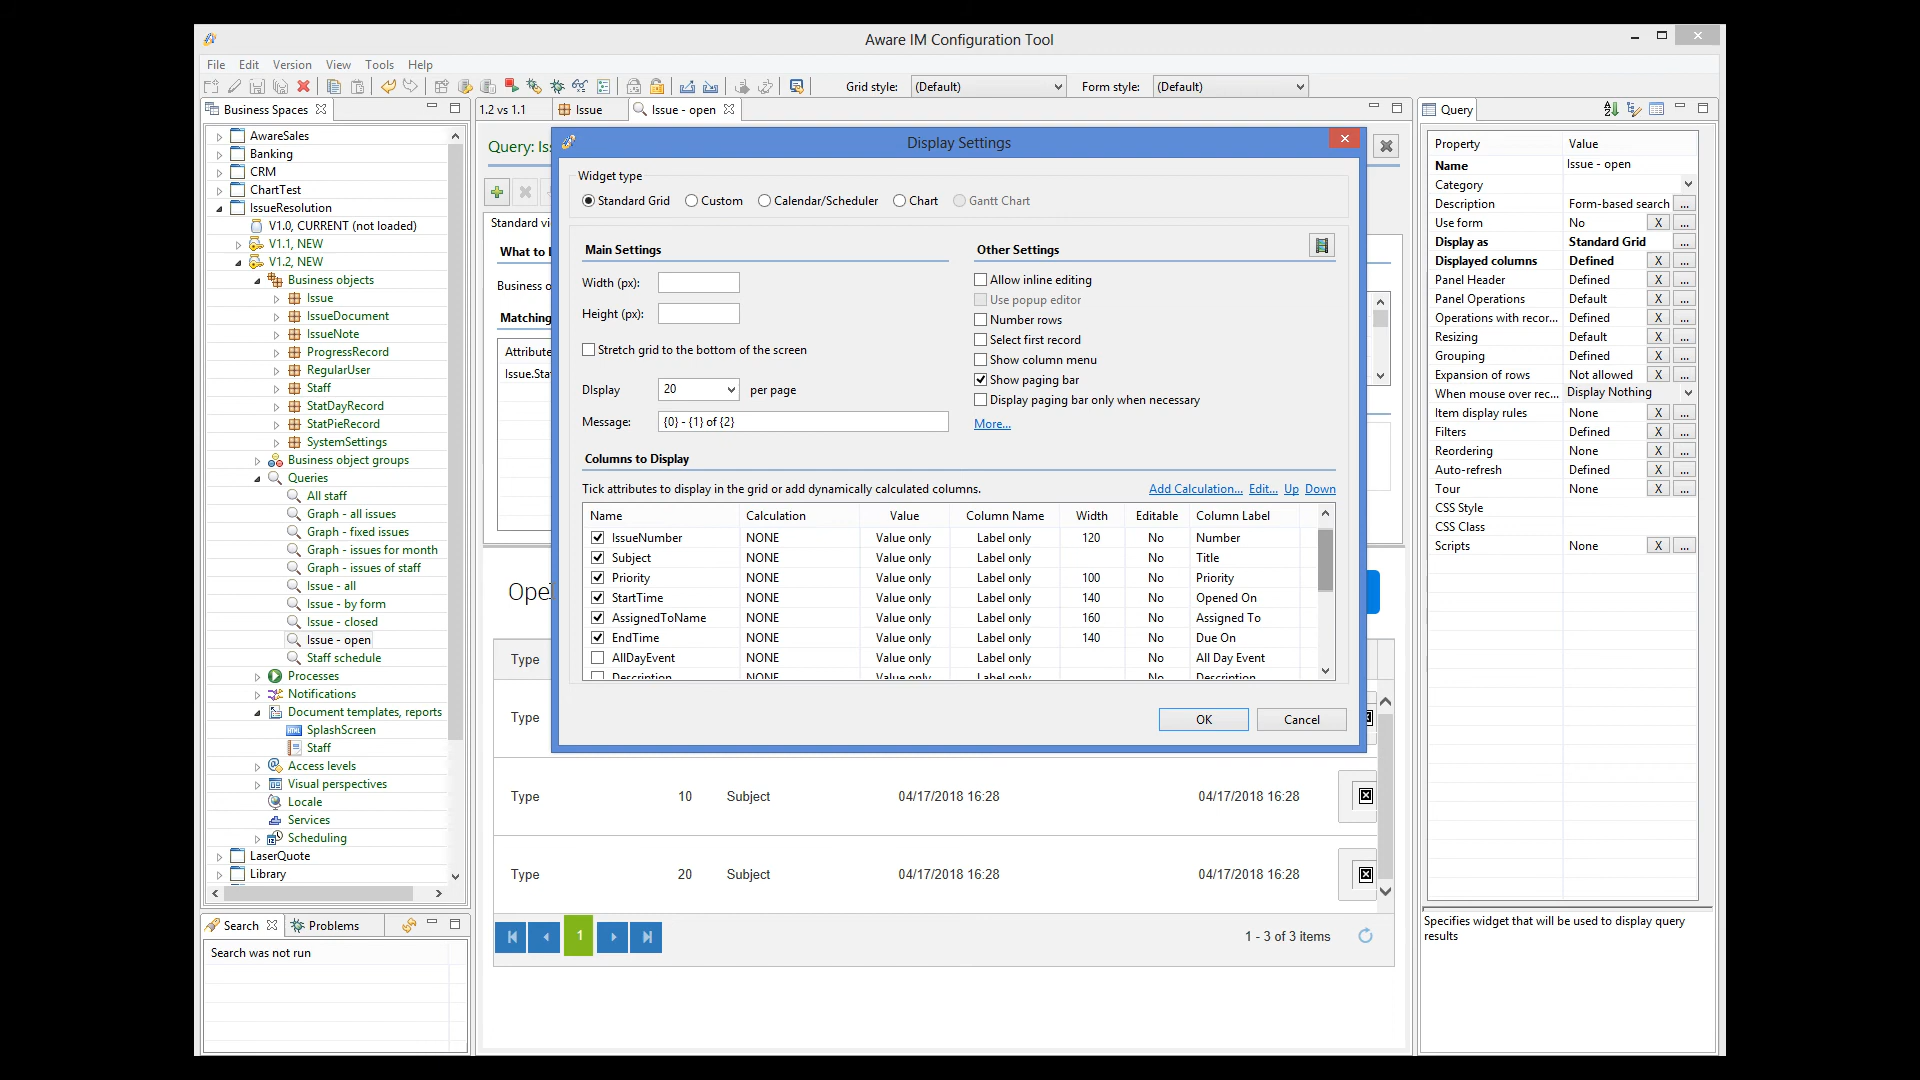 Aware IM Configuration Tool
File Edit Version View Tools Help
Grid style: (Default) Form style: (Default)
Business Spaces
AwareSales
Banking
CRM
ChartTest
IssueResolution
V1.0, CURRENT (not loaded)
V1.1, NEW
V1.2, NEW
Business objects
Issue
IssueDocument
IssueNote
ProgressRecord
RegularUser
Staff
StatDayRecord
StatPieRecord
SystemSettings
Business object groups
Queries
All staff
Graph - all issues
Graph - fixed issues
Graph - issues for month
Graph - issues of staff
Issue - all
Issue - by form
Issue - closed
Issue - open
Staff schedule
Processes
Notifications
Document templates, reports
SplashScreen
Staff
Access levels
Visual perspectives
Locale
Services
Scheduling
LaserQuote
Library
Search Problems
Search was not run
1.2 vs 1.1 Issue Issue - open
Query: Is
Standard vi
What to
Business o
Matching
Attribute
Issue.Sta
Ope
Type
Type
Type 10 Subject 04/17/2018 16:28 04/17/2018 16:28
Type 20 Subject 04/17/2018 16:28 04/17/2018 16:28
1 1 - 3 of 3 items
Display Settings
Widget type
Standard Grid Custom Calendar/Scheduler Chart Gantt Chart
Main Settings
Width (px):
Height (px):
Stretch grid to the bottom of the screen
DIsplay 20 per page
Message: {0} - {1} of {2}
Other Settings
Allow inline editing
Use popup editor
Number rows
Select first record
Show column menu
Show paging bar
Display paging bar only when necessary
More...
Columns to Display
Tick attributes to display in the grid or add dynamically calculated columns. Add Calculation... Edit... Up Down
Name Calculation Value Column Name Width Editable Column Label
IssueNumber NONE Value only Label only 120 No Number
Subject NONE Value only Label only No Title
Priority NONE Value only Label only 100 No Priority
StartTime NONE Value only Label only 140 No Opened On
AssignedToName NONE Value only Label only 160 No Assigned To
EndTime NONE Value only Label only 140 No Due On
AllDayEvent NONE Value only Label only No All Day Event
Description NONE Value only Label only No Description
OK Cancel
Query
Property Value
Name Issue - open
Category
Description Form-based search ...
Use form No X ...
Display as Standard Grid ...
Displayed columns Defined X ...
Panel Header Defined X ...
Panel Operations Default X ...
Operations with recor... Defined X ...
Resizing Default X ...
Grouping Defined X ...
Expansion of rows Not allowed X ...
When mouse over rec... Display Nothing
Item display rules None X ...
Filters Defined X ...
Reordering None X ...
Auto-refresh Defined X ...
Tour None X ...
CSS Style
CSS Class
Scripts None X ...
Specifies widget that will be used to display query
results